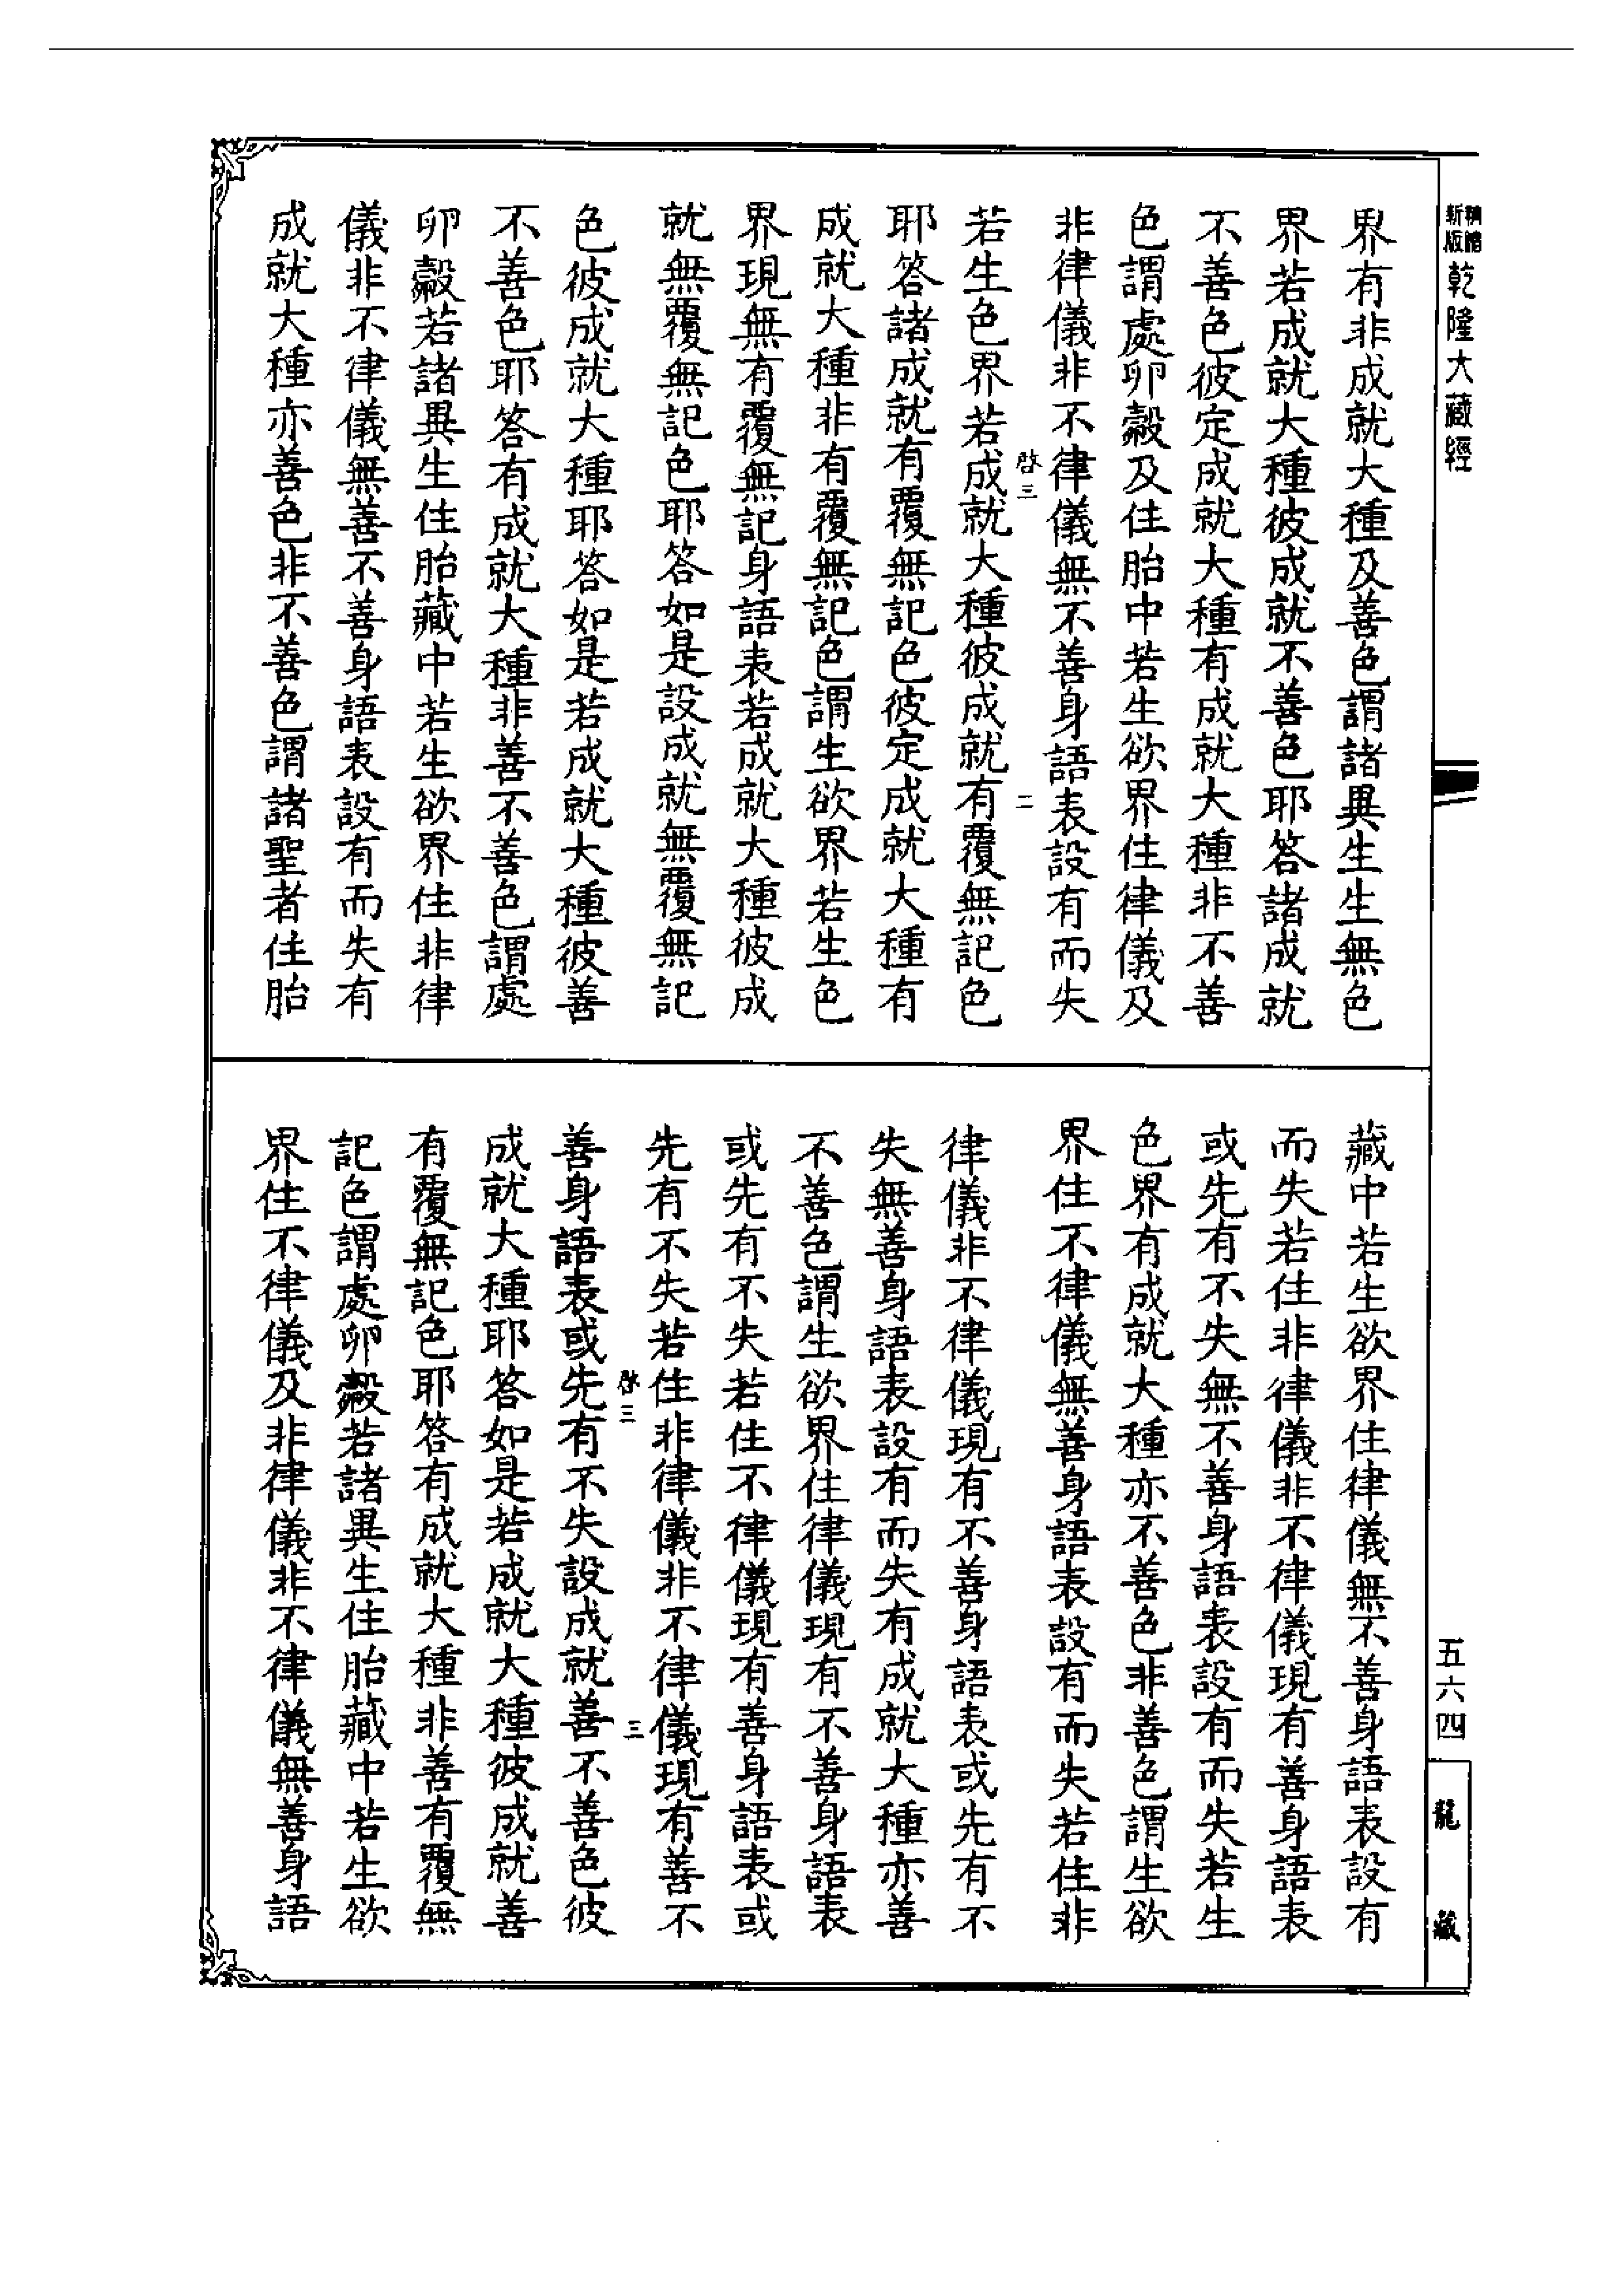 精體新版
乾隆大藏經
界有非成就大種及善色謂諸異生生無色
界若成就大種彼成就不善色耶答諸成就
不善色彼定成就大種有成就大種非不善
色謂處卵㲉及住胎中若生欲界住律儀及
非律儀非不律儀無不善身語表設有而失
啓三
二
若生色界若成就大種彼成就有覆無記色
耶答諸成就有覆無記色彼定成就大種有
成就大種非有覆無記色謂生欲界若生色
界現無有覆無記身語表若成就大種彼成
就無覆無記色耶答如是設成就無覆無記
色彼成就大種耶答如是若成就大種彼善
不善色耶答有成就大種非善不善色謂處
卵㲉若諸異生住胎藏中若生欲界住非律
儀非不律儀無善不善身語表設有而失有
成就大種亦善色非不善色謂諸聖者住胎
藏中若生欲界住律儀無不善身語表設有
而失若住非律儀非不律儀現有善身語表
或先有不失無不善身語表設有而失若生
色界有成就大種亦不善色非善色謂生欲
界住不律儀無善身語表設有而失若住非
律儀非不律儀現有不善身語表或先有不
失無善身語表設有而失有成就大種亦善
不善色謂生欲界住律儀現有不善身語表
或先有不失若住不律儀現有善身語表或
先有不失若住非律儀非不律儀現有善不
啓三
三
善身語表或先有不失設成就善不善色彼
成就大種耶答如是若成就大種彼成就善
有覆無記色耶答有成就大種非善有覆無
記色謂處卵㲉若諸異生住胎藏中若生欲
界住不律儀及非律儀非不律儀無善身語
五六四
龍藏